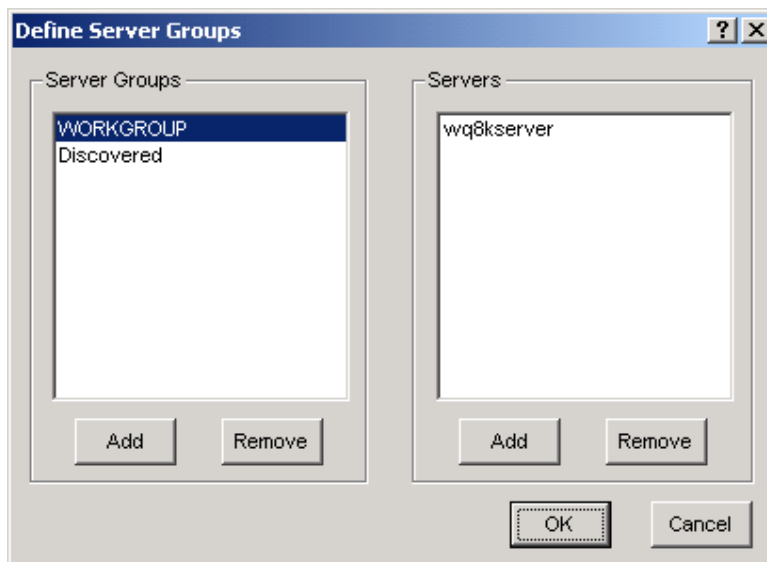 Define Server Groups
Server Groups
WORKGROUP
Discovered
Add
Remove
Servers
wq8kserver
Add
Remove
OK
Cancel